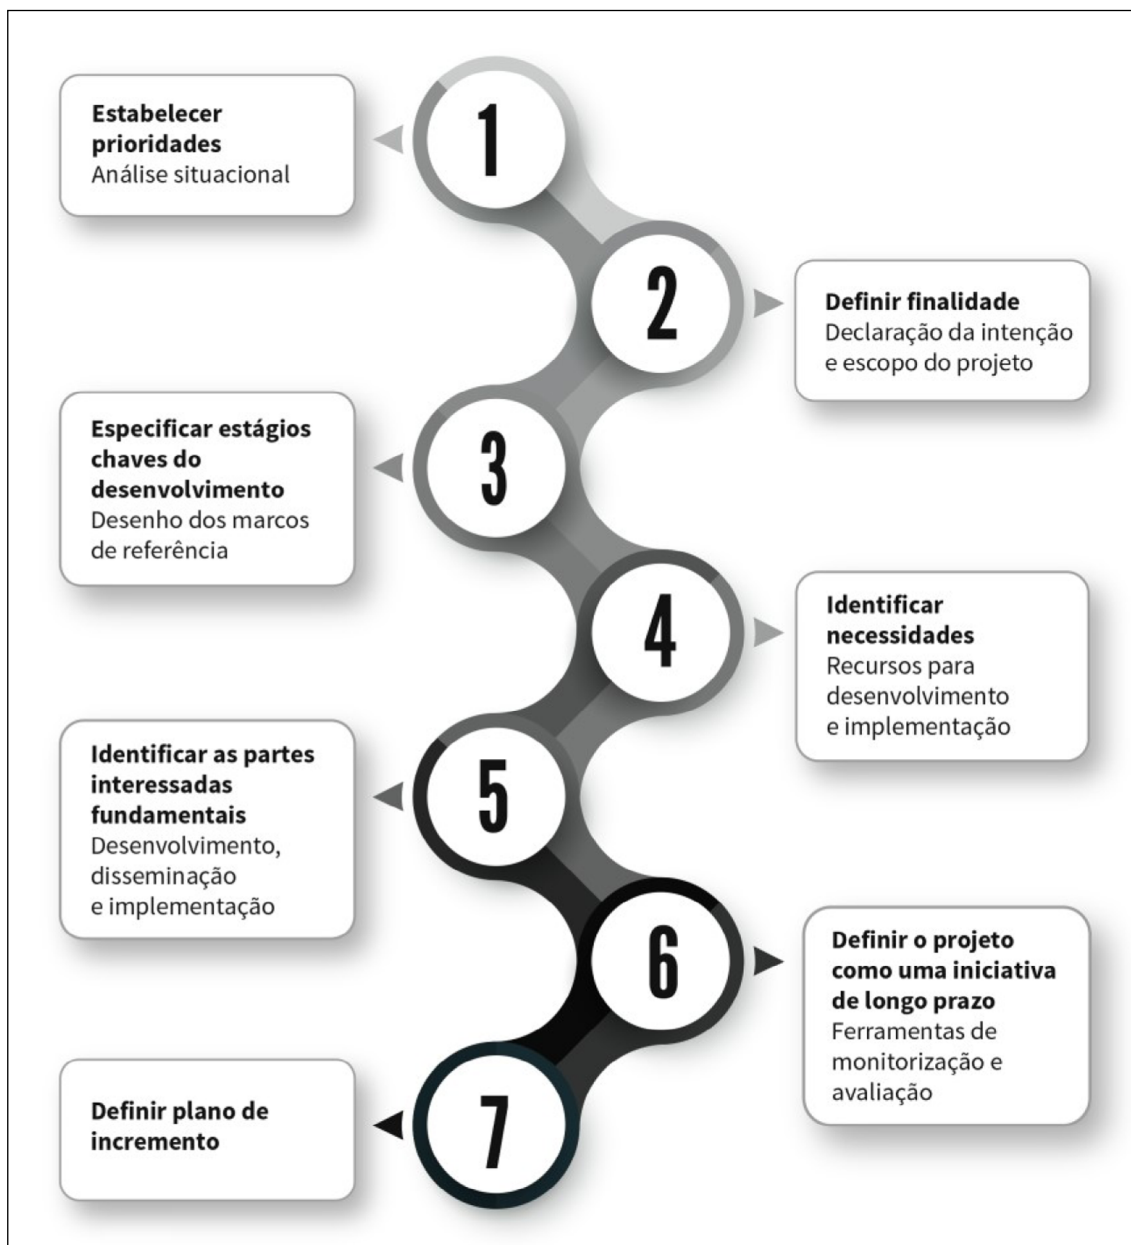 1
Estabelecer
prioridades
Análise situacional
2
Definir finalidade
Declaração da intenção
e escopo do projeto
3
Especificar estágios
chaves do
desenvolvimento
Desenho dos marcos
de referência
4
Identificar
necessidades
Recursos para
desenvolvimento
e implementação
5
Identificar as partes
interessadas
fundamentais
Desenvolvimento,
disseminação
e implementação
6
Definir o projeto
como uma iniciativa
de longo prazo
Ferramentas de
monitorização e
avaliação
7
Definir plano de
incremento